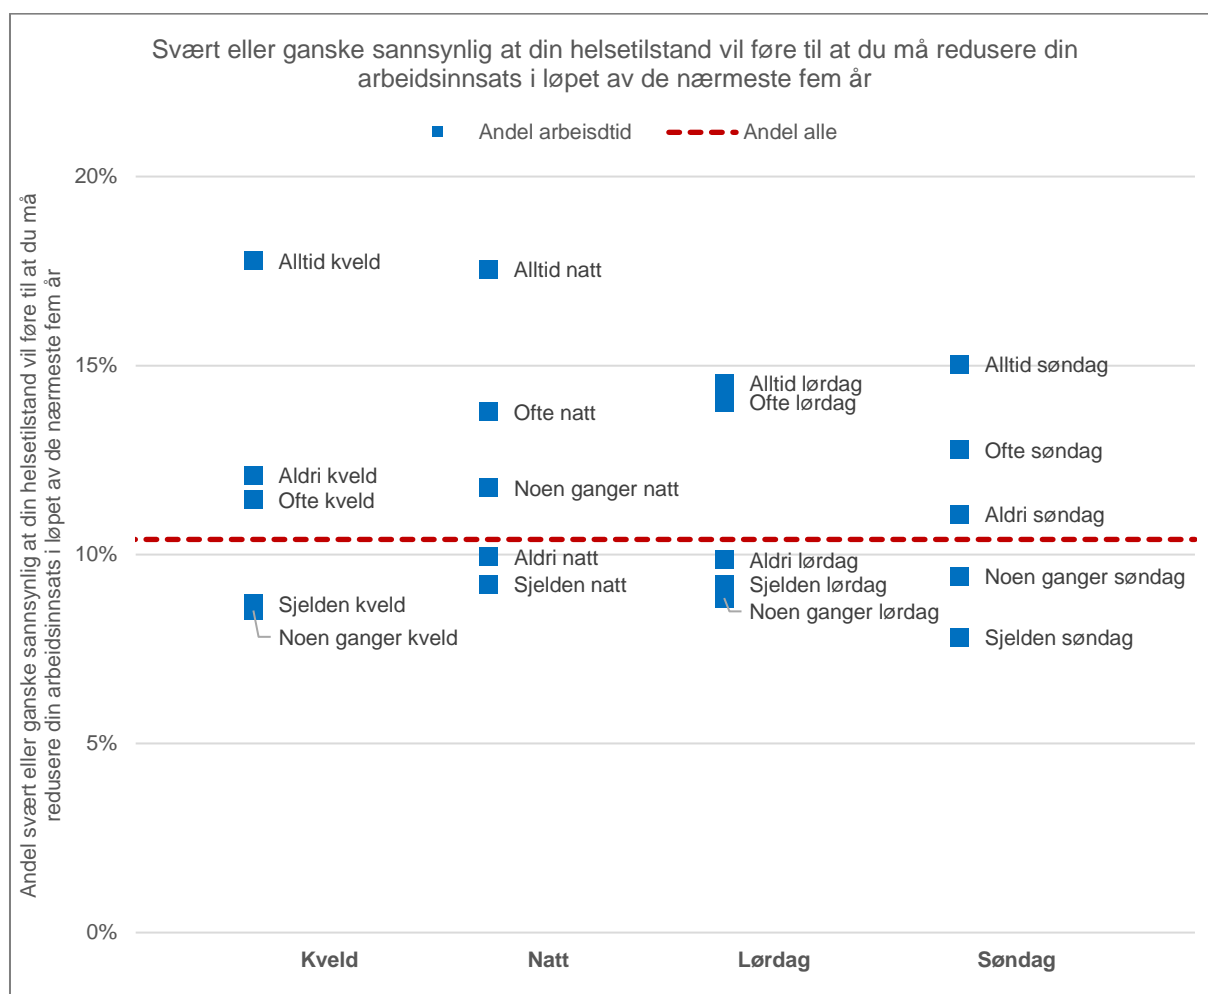 Svært eller ganske sannsynlig at din helsetilstand vil føre til at du må redusere din
arbeidsinnsats i løpet av de nærmeste fem år
Andel arbeisdtid
Andel alle
Andel svært eller ganske sannsynlig at din helsetilstand vil føre til at du må
redusere din arbeidsinnsats i løpet av de nærmeste fem år
20%
15%
10%
5%
0%
Alltid kveld
Aldri kveld
Ofte kveld
Sjelden kveld
Noen ganger kveld
Alltid natt
Ofte natt
Noen ganger natt
Aldri natt
Sjelden natt
Alltid lørdag
Ofte lørdag
Aldri lørdag
Sjelden lørdag
Noen ganger lørdag
Alltid søndag
Ofte søndag
Aldri søndag
Noen ganger søndag
Sjelden søndag
Kveld
Natt
Lørdag
Søndag